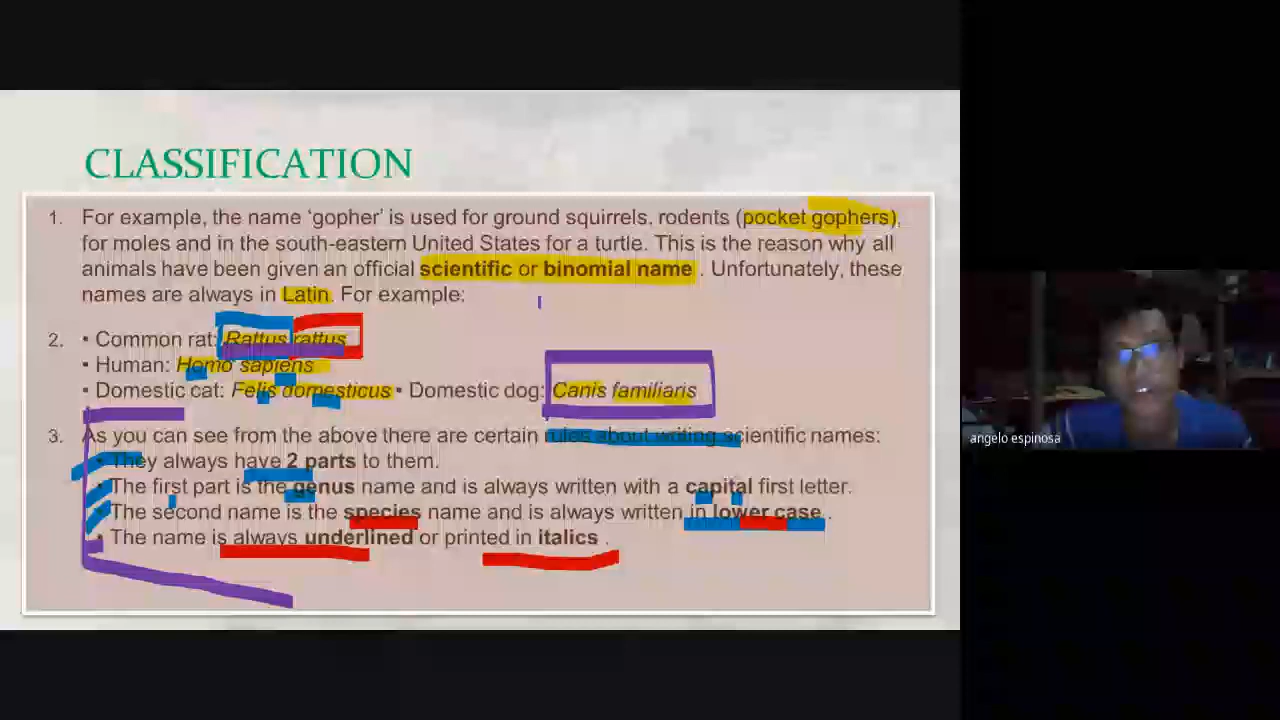 CLASSIFICATION
1. For example, the name ‘gopher’ is used for ground squirrels, rodents (pocket gophers),
for moles and in the south-eastern United States for a turtle. This is the reason why all
animals have been given an official scientific or binomial name . Unfortunately, these
names are always in Latin. For example:
2. • Common rat: Rattus rattus
• Human: Homo sapiens
• Domestic cat: Felis domesticus • Domestic dog: Canis familiaris
3. As you can see from the above there are certain rules about writing scientific names:
• They always have 2 parts to them.
• The first part is the genus name and is always written with a capital first letter.
• The second name is the species name and is always written in lower case .
• The name is always underlined or printed in italics .
angelo espinosa